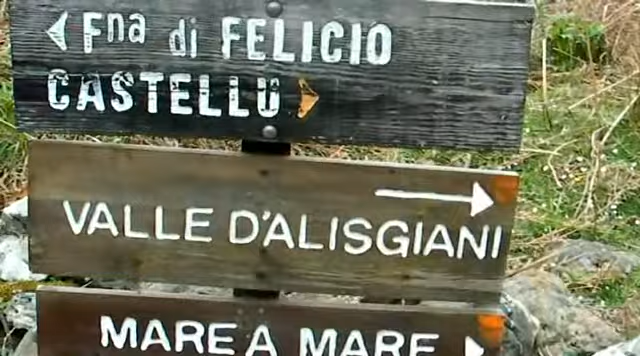 Fna di FELICIO
CASTELLU
VALLE D'ALISGIANI
MARE A MARE